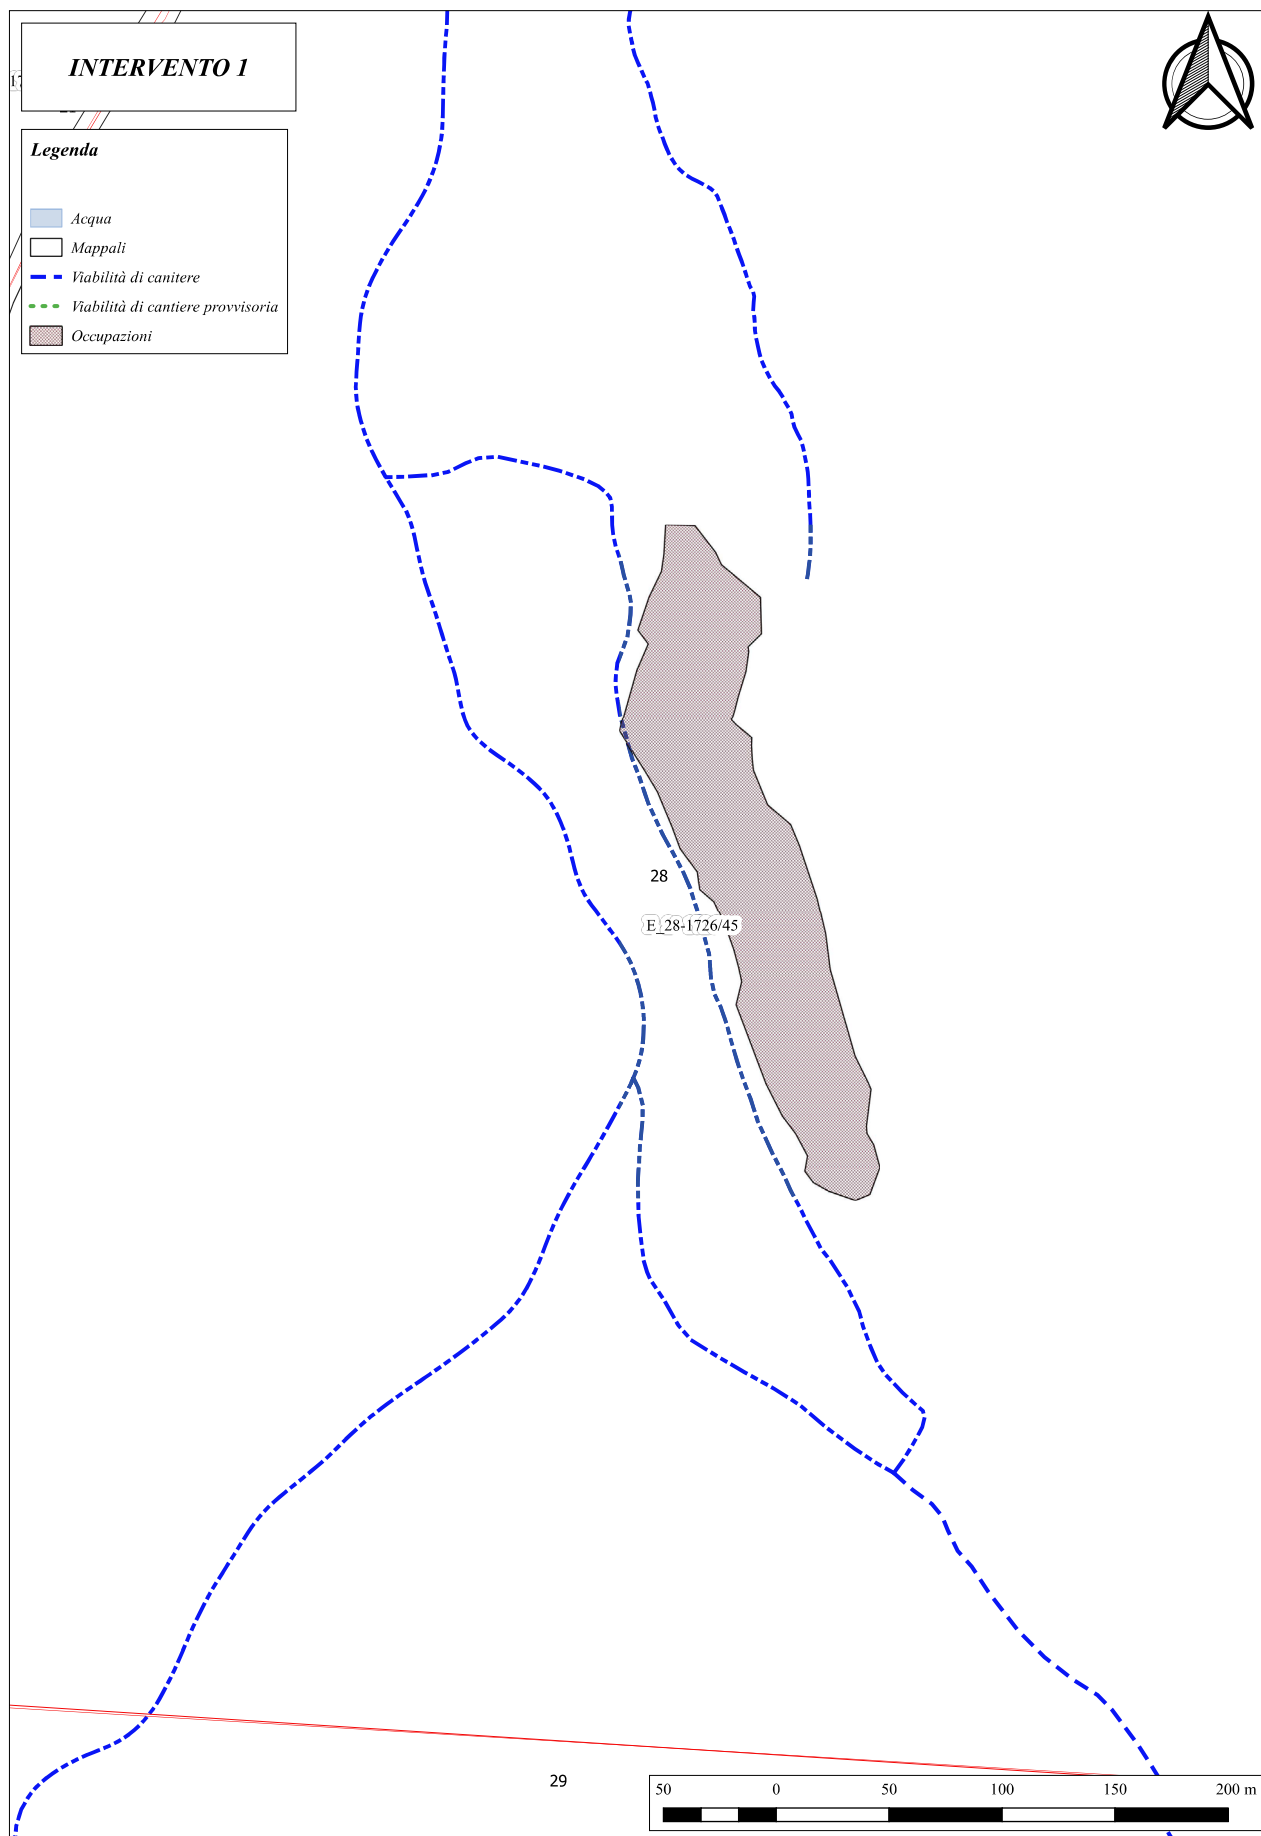 INTERVENTO 1
Legenda
Acqua
Mappali
Viabilità di canitere
Viabilità di cantiere provvisoria
Occupazioni
28
E_28-1726/45
29
50 0 50 100 150 200 m